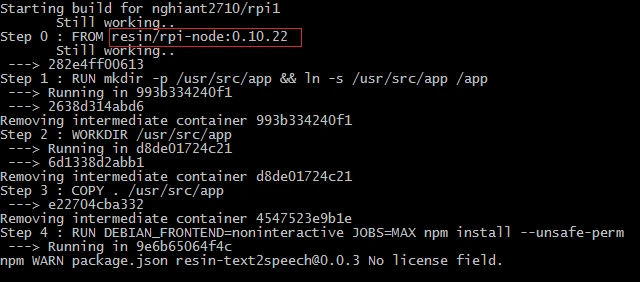 Starting build for nghiant2710/rpi1
Still working..
Step 0 : FROM resin/rpi-node:0.10.22
Still working..
---> 282e4ff00613
Step 1 : RUN mkdir -p /usr/src/app && ln -s /usr/src/app /app
---> Running in 993b334240f1
---> 2638d314abd6
Removing intermediate container 993b334240f1
Step 2 : WORKDIR /usr/src/app
---> Running in d8de01724c21
---> 6d1338d2abb1
Removing intermediate container d8de01724c21
Step 3 : COPY . /usr/src/app
---> e22704cba332
Removing intermediate container 4547523e9b1e
Step 4 : RUN DEBIAN_FRONTEND=noninteractive JOBS=MAX npm install --unsafe-perm
---> Running in 9e6b65064f4c
npm WARN package.json resin-text2speech@0.0.3 No license field.